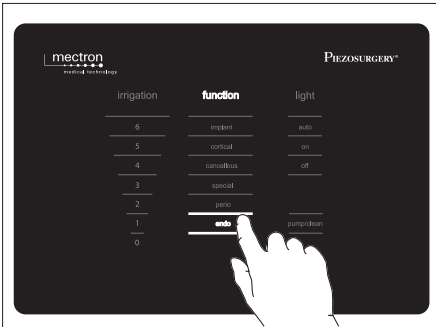 mectron
medical technology
PIEZOSURGERY®
irrigation function light
6 implant auto
5 cortical on
4 cancellous off
3 special
2 perio
1 endo pump/clean
0